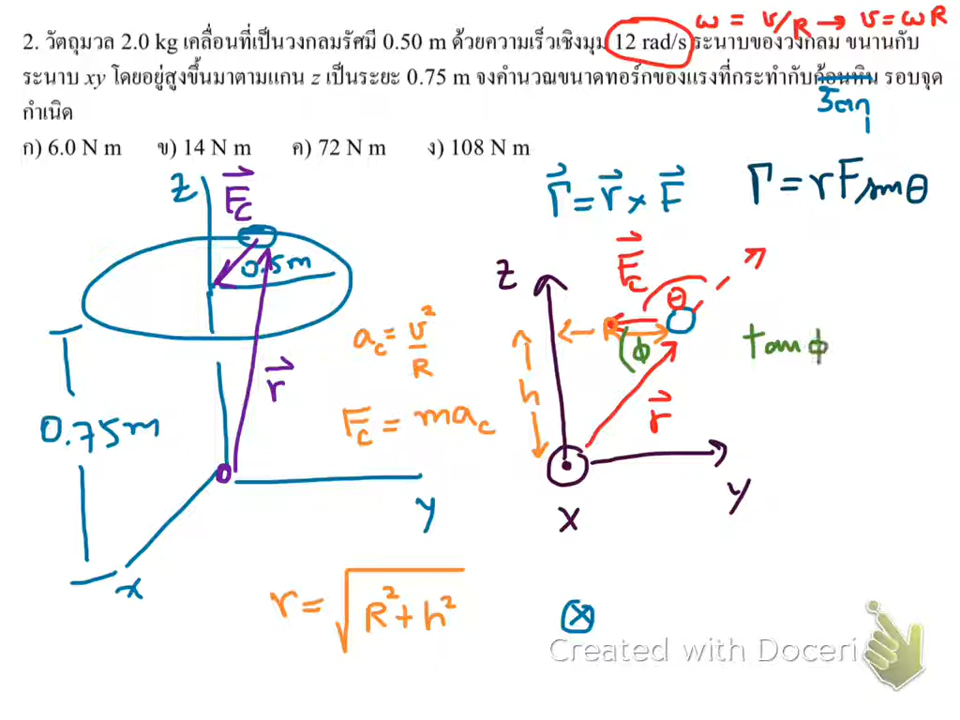 ω = v/R → v = ωR
2. วัตถุมวล 2.0 kg เคลื่อนที่เป็นวงกลมรัศมี 0.50 m ด้วยความเร็วเชิงมุม 12 rad/s ระนาบของวงกลม ขนานกับ
ระนาบ xy โดยอยู่สูงขึ้นมาตามแกน z เป็นระยะ 0.75 m จงคำนวณขนาดทอร์กของแรงที่กระทำกับก้อนหิน รอบจุด
วัตถุ
กำเนิด
ก) 6.0 N m ข) 14 N m ค) 72 N m ง) 108 N m
z F⃗c
0.5m
r⃗
0.75m
y
x
a_c = v²/R
F_c = ma_c
r = √(R² + h²)
Γ⃗ = r⃗ × F⃗ Γ = rF sinθ
z F⃗c θ
R
ϕ
h
r⃗
y
x
tan ϕ
Created with Doceri